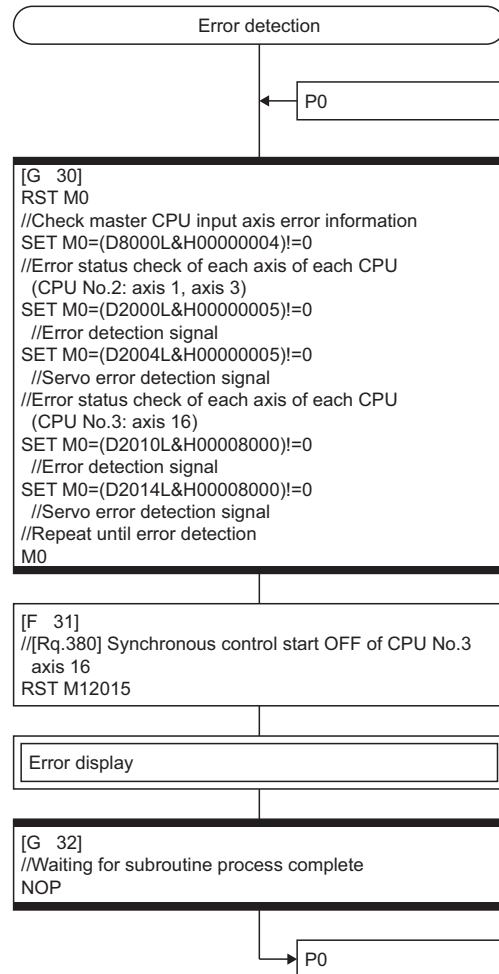 Error detection
P0
[G 30]
RST M0
//Check master CPU input axis error information
SET M0=(D8000L&H00000004)!=0
//Error status check of each axis of each CPU
(CPU No.2: axis 1, axis 3)
SET M0=(D2000L&H00000005)!=0
//Error detection signal
SET M0=(D2004L&H00000005)!=0
//Servo error detection signal
//Error status check of each axis of each CPU
(CPU No.3: axis 16)
SET M0=(D2010L&H00008000)!=0
//Error detection signal
SET M0=(D2014L&H00008000)!=0
//Servo error detection signal
//Repeat until error detection
M0
[F 31]
//[Rq.380] Synchronous control start OFF of CPU No.3
axis 16
RST M12015
Error display
[G 32]
//Waiting for subroutine process complete
NOP
P0